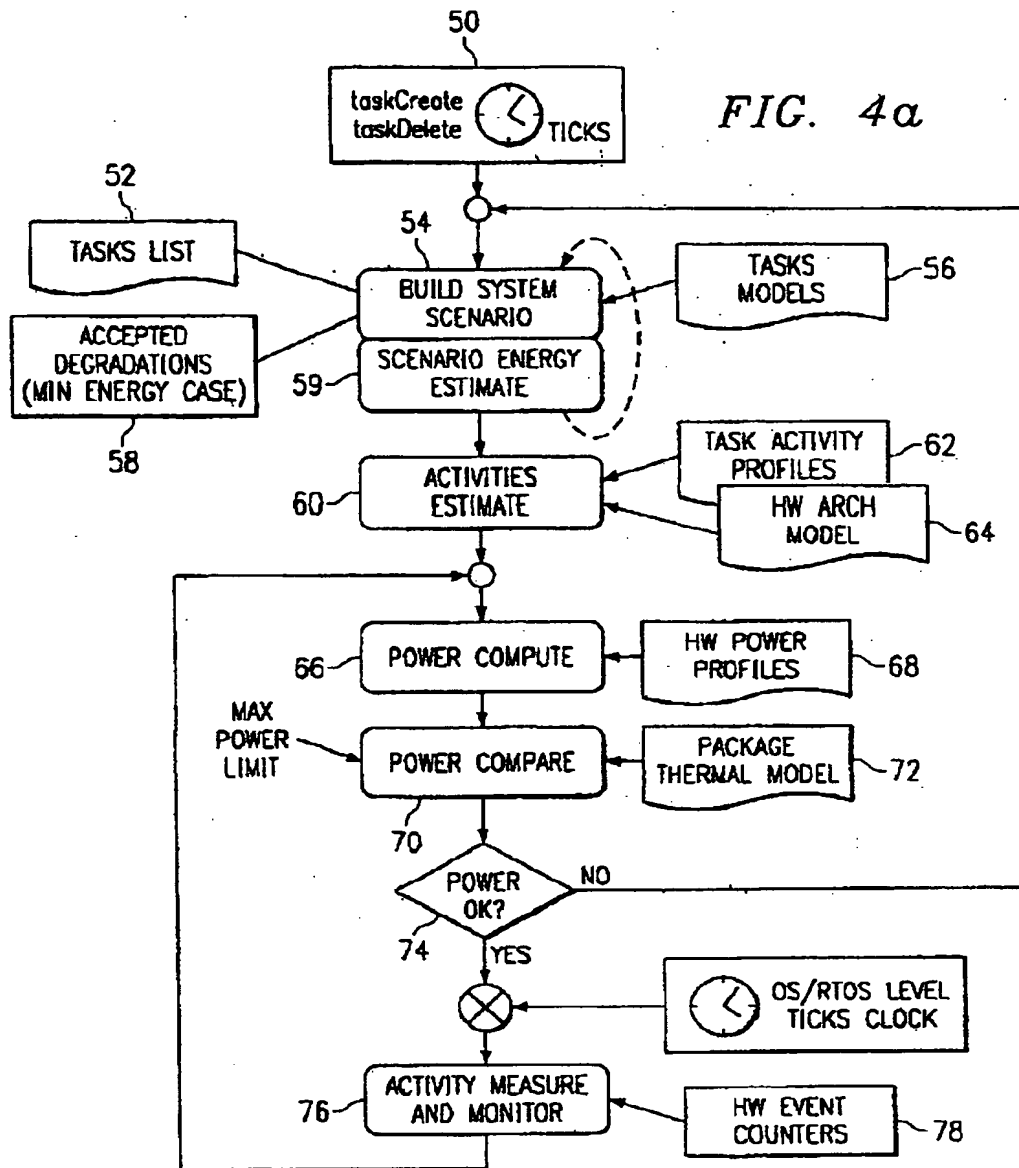 50
taskCreate
taskDelete
TICKS
FIG. 4a
52
TASKS LIST
54
BUILD SYSTEM
SCENARIO
TASKS
MODELS
56
ACCEPTED
DEGRADATIONS
(MIN ENERGY CASE)
58
59
SCENARIO ENERGY
ESTIMATE
60
ACTIVITIES
ESTIMATE
TASK ACTIVITY
PROFILES
62
HW ARCH
MODEL
64
66
POWER COMPUTE
HW POWER
PROFILES
68
MAX
POWER
LIMIT
POWER COMPARE
70
PACKAGE
THERMAL MODEL
72
POWER
OK?
74
NO
YES
OS/RTOS LEVEL
TICKS CLOCK
76
ACTIVITY MEASURE
AND MONITOR
HW EVENT
COUNTERS
78